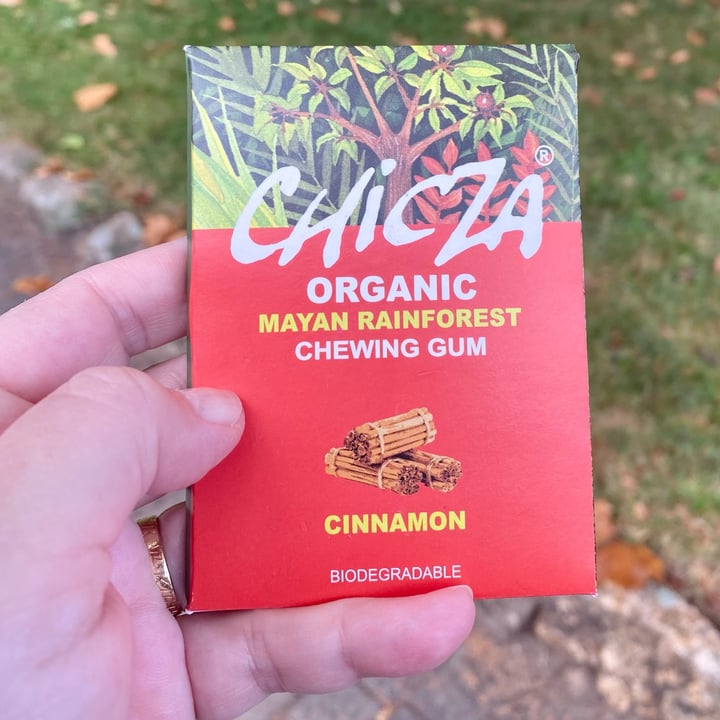 CHiCZA®
ORGANIC
MAYAN RAINFOREST
CHEWING GUM
CINNAMON
BIODEGRADABLE